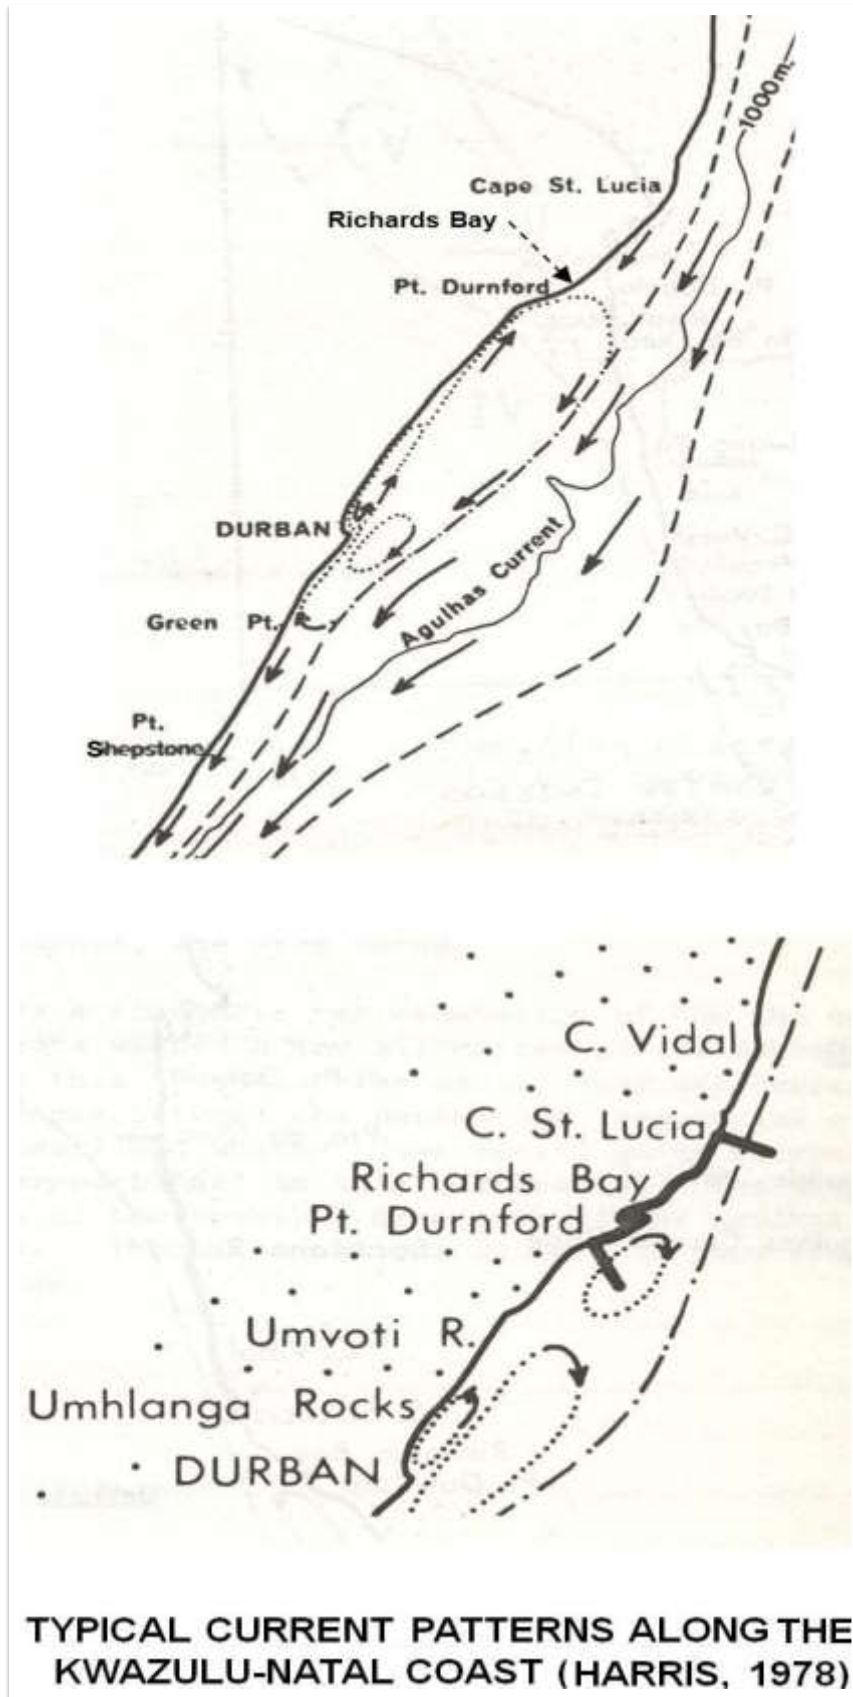 1000m.
Cape St. Lucia
Richards Bay
Pt. Durnford
DURBAN
Agulhas Current
Green Pt.
Pt.
Shepstone
C. Vidal
C. St. Lucia
Richards Bay
Pt. Durnford
Umvoti R.
Umhlanga Rocks
DURBAN
TYPICAL CURRENT PATTERNS ALONG THE
KWAZULU-NATAL COAST (HARRIS, 1978)